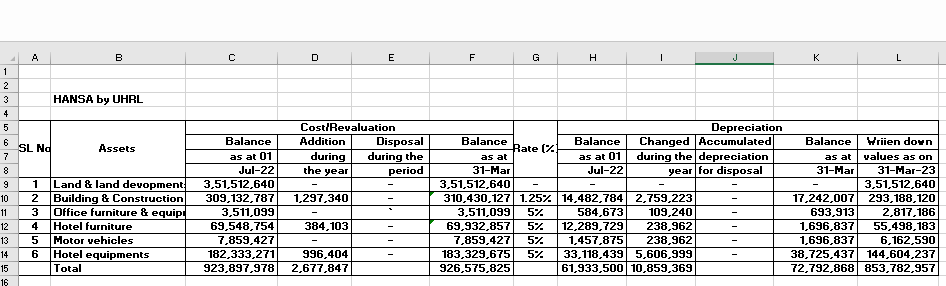 A B C D E F G H I J K L
1
2
3 HANSA by UHRL
4
5 Cost/Revaluation Depreciation
6 SL No Assets Balance Addition Disposal Balance Rate (% Balance Changed Accumulated Balance Wriien down
7 as at 01 during during the as at as at 01 during the depreciation as at values as on
8 Jul-22 the year period 31-Mar Jul-22 year for disposal 31-Mar 31-Mar-23
9 1 Land & land devopment: 3,51,512,640 - - 3,51,512,640 - - - - - 3,51,512,640
10 2 Building & Construction 309,132,787 1,297,340 - 310,430,127 1.25% 14,482,784 2,759,223 - 17,242,007 293,188,120
11 3 Office furniture & equip 3,511,099 - ` 3,511,099 5% 584,673 109,240 - 693,913 2,817,186
12 4 Hotel furniture 69,548,754 384,103 - 69,932,857 5% 12,289,729 238,962 - 1,696,837 55,498,183
13 5 Motor vehicles 7,859,427 - - 7,859,427 5% 1,457,875 238,962 - 1,696,837 6,162,590
14 6 Hotel equipments 182,333,271 996,404 - 183,329,675 5% 33,118,439 5,606,999 - 38,725,437 144,604,237
15 Total 923,897,978 2,677,847 926,575,825 61,933,500 10,859,369 72,792,868 853,782,957
16